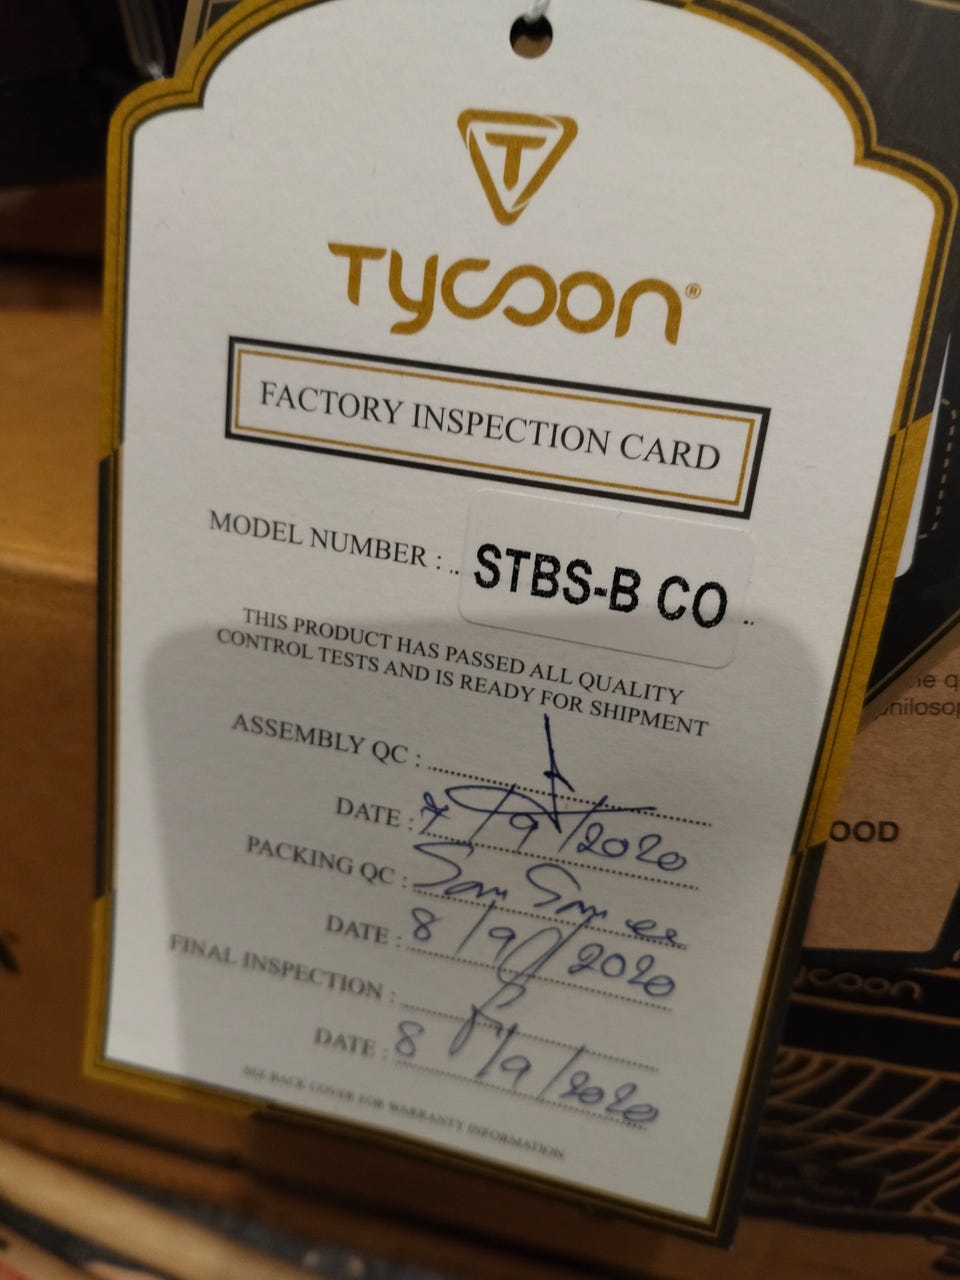 T
TYCOON®
FACTORY INSPECTION CARD
MODEL NUMBER : .. STBS-B CO ..
THIS PRODUCT HAS PASSED ALL QUALITY
CONTROL TESTS AND IS READY FOR SHIPMENT
ASSEMBLY QC :
DATE : 7/9/2020
PACKING QC :
DATE : 8/9/2020
FINAL INSPECTION :
DATE : 8/9/2020
SEE BACK COVER FOR WARRANTY INFORMATION
OOD
ycoon